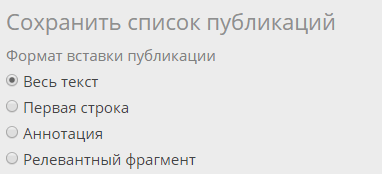 Сохранить список публикаций
Формат вставки публикации
Весь текст
Первая строка
Аннотация
Релевантный фрагмент